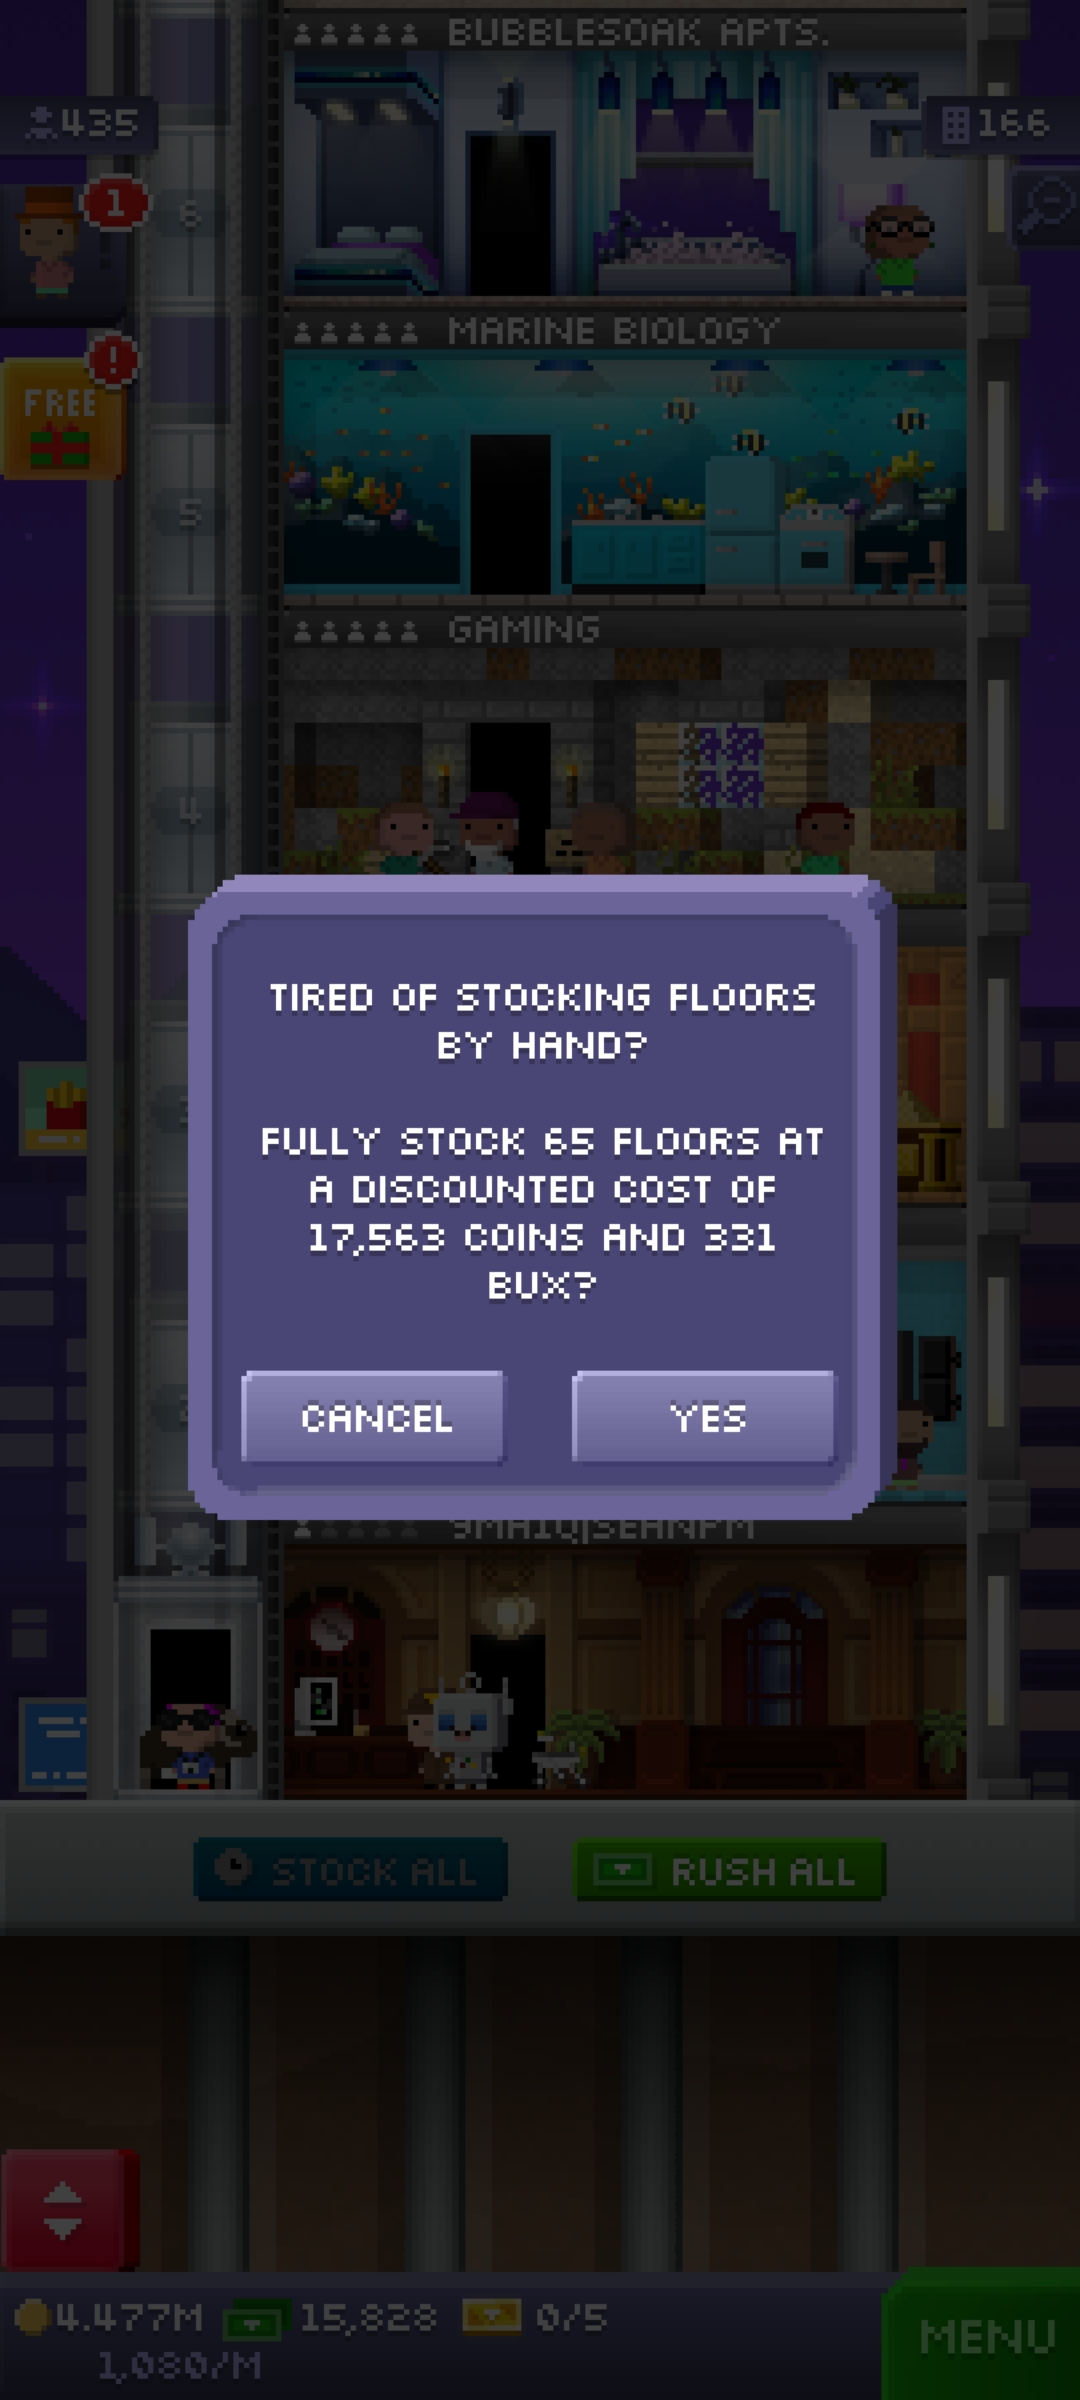 BUBBLESOAK APTS.
435
166
1
6
MARINE BIOLOGY
!
FREE
5
GAMING
4
TIRED OF STOCKING FLOORS
BY HAND?
FULLY STOCK 65 FLOORS AT
A DISCOUNTED COST OF
17,563 COINS AND 331
BUX?
CANCEL
YES
STOCK ALL
RUSH ALL
4.477M
15,828
0/5
1,080/M
MENU